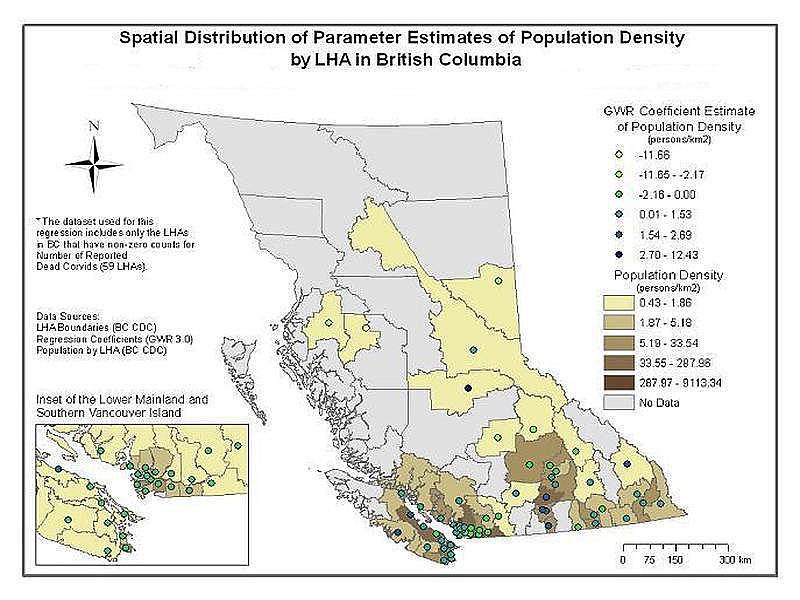 Spatial Distribution of Parameter Estimates of Population Density
by LHA in British Columbia
N
* The dataset used for this
regression includes only the LHAs
in BC that have non-zero counts for
Number of Reported
Dead Corvids (59 LHAs).
Data Sources:
LHA Boundaries (BC CDC)
Regression Coefficients (GWR 3.0)
Population by LHA (BC CDC)
Inset of the Lower Mainland and
Southern Vancouver Island
GWR Coefficient Estimate
of Population Density
(persons/km2)
-11.66
-11.65 - -2.17
-2.16 - 0.00
0.01 - 1.53
1.54 - 2.69
2.70 - 12.43
Population Density
(persons/km2)
0.43 - 1.86
1.87 - 5.18
5.19 - 33.54
33.55 - 287.96
287.97 - 9113.34
No Data
0 75 150 300 km